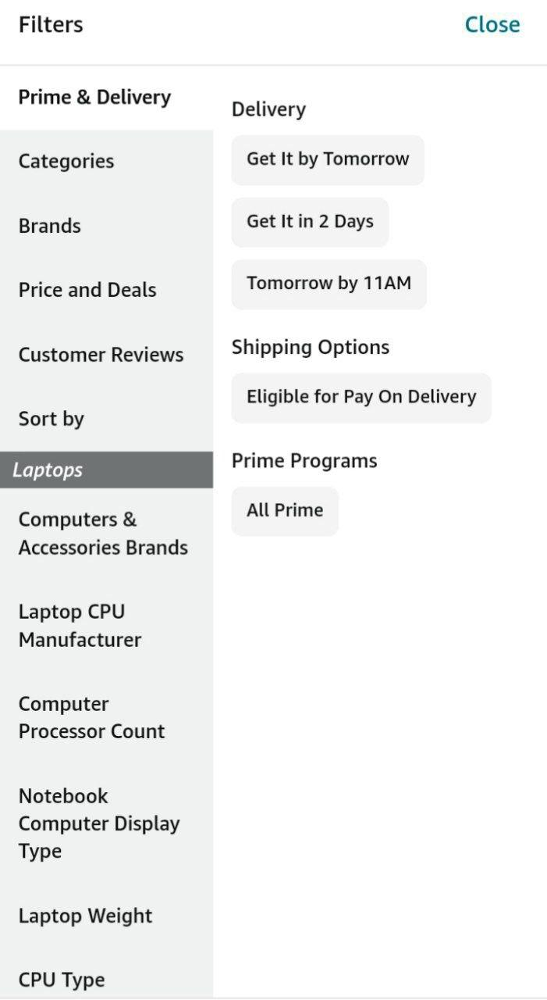 Filters
Close
Prime & Delivery
Categories
Brands
Price and Deals
Customer Reviews
Sort by
Laptops
Computers &
Accessories Brands
Laptop CPU
Manufacturer
Computer
Processor Count
Notebook
Computer Display
Type
Laptop Weight
CPU Type
Delivery
Get It by Tomorrow
Get It in 2 Days
Tomorrow by 11AM
Shipping Options
Eligible for Pay On Delivery
Prime Programs
All Prime